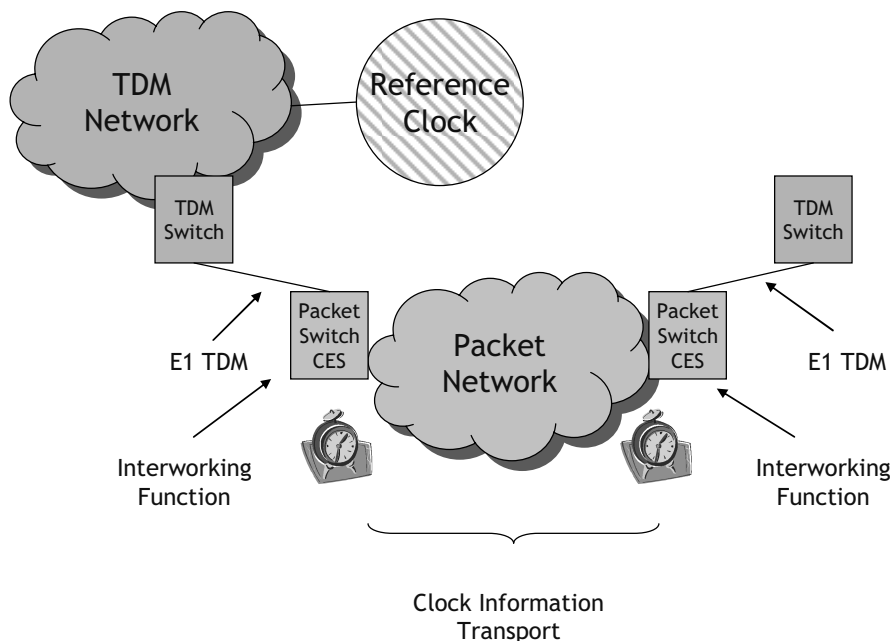 TDM
Network
Reference
Clock
TDM
Switch
TDM
Switch
Packet
Switch
CES
Packet
Network
Packet
Switch
CES
E1 TDM
E1 TDM
Interworking
Function
Interworking
Function
Clock Information
Transport